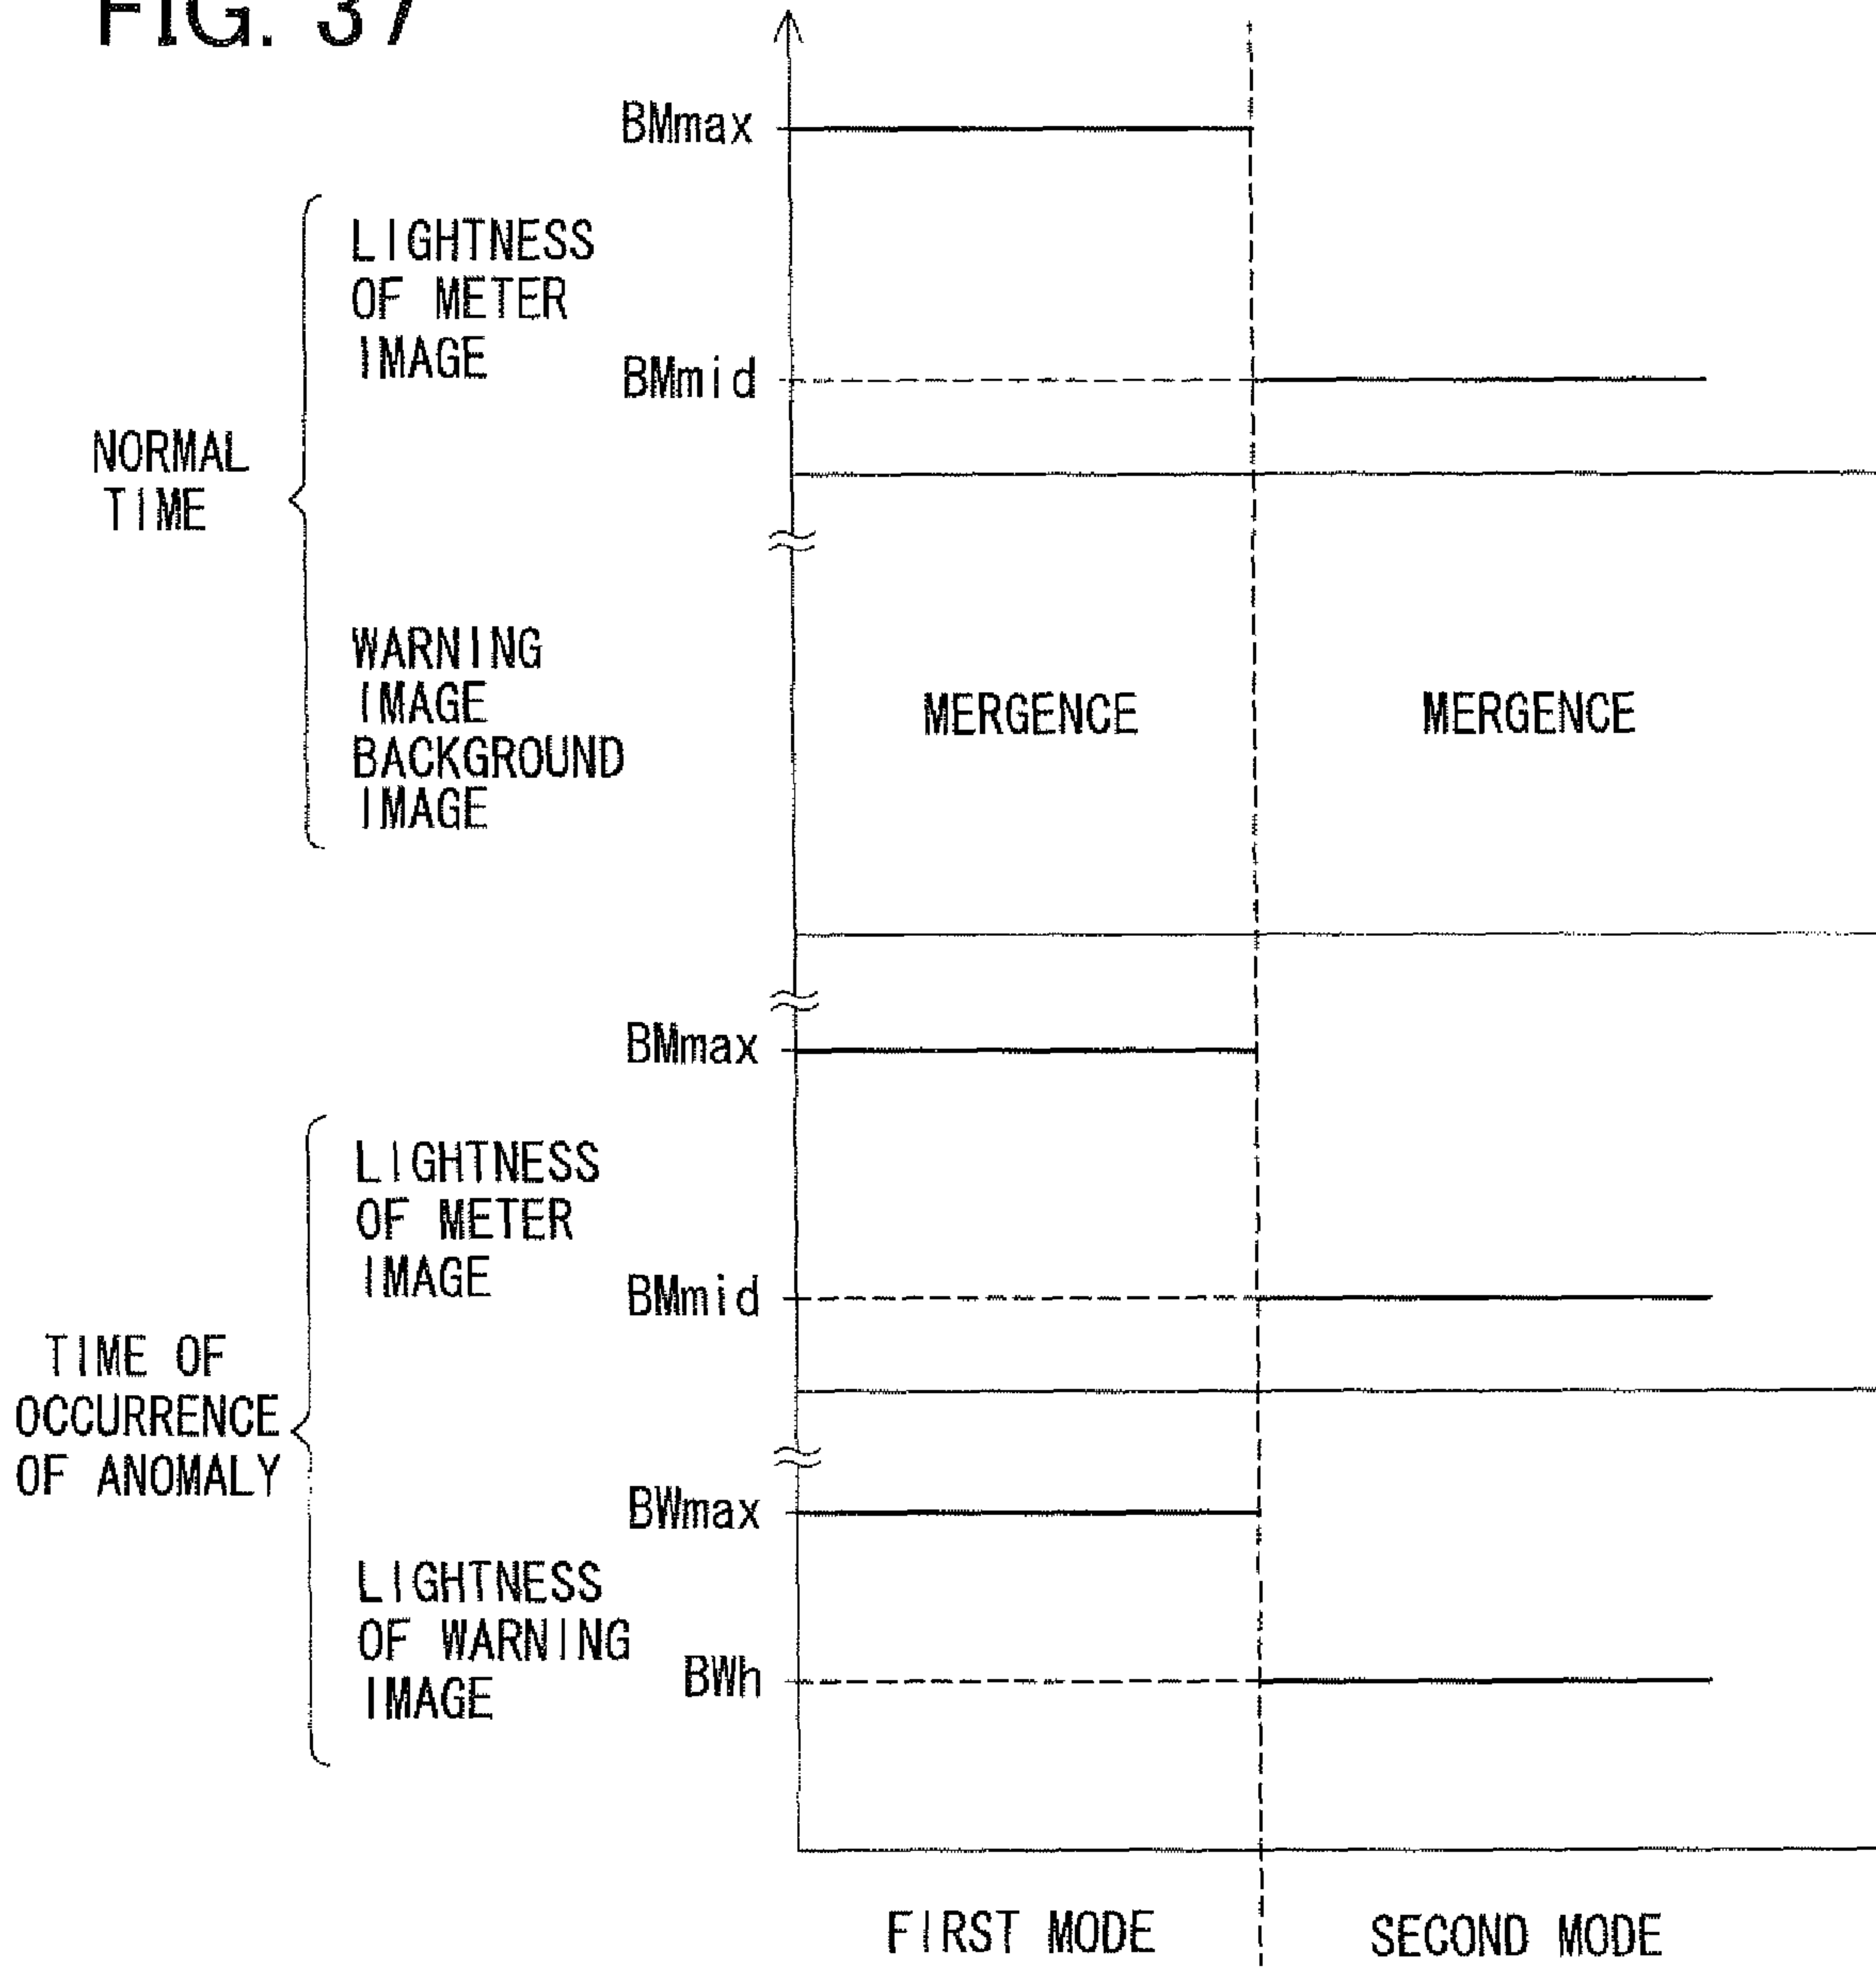 FIG. 37
BMmax
LIGHTNESS
OF METER
IMAGE
BMmid
NORMAL
TIME
WARNING
IMAGE
BACKGROUND
IMAGE
MERGENCE
MERGENCE
BMmax
LIGHTNESS
OF METER
IMAGE
BMmid
TIME OF
OCCURRENCE
OF ANOMALY
BWmax
LIGHTNESS
OF WARNING
IMAGE
BWh
FIRST MODE
SECOND MODE